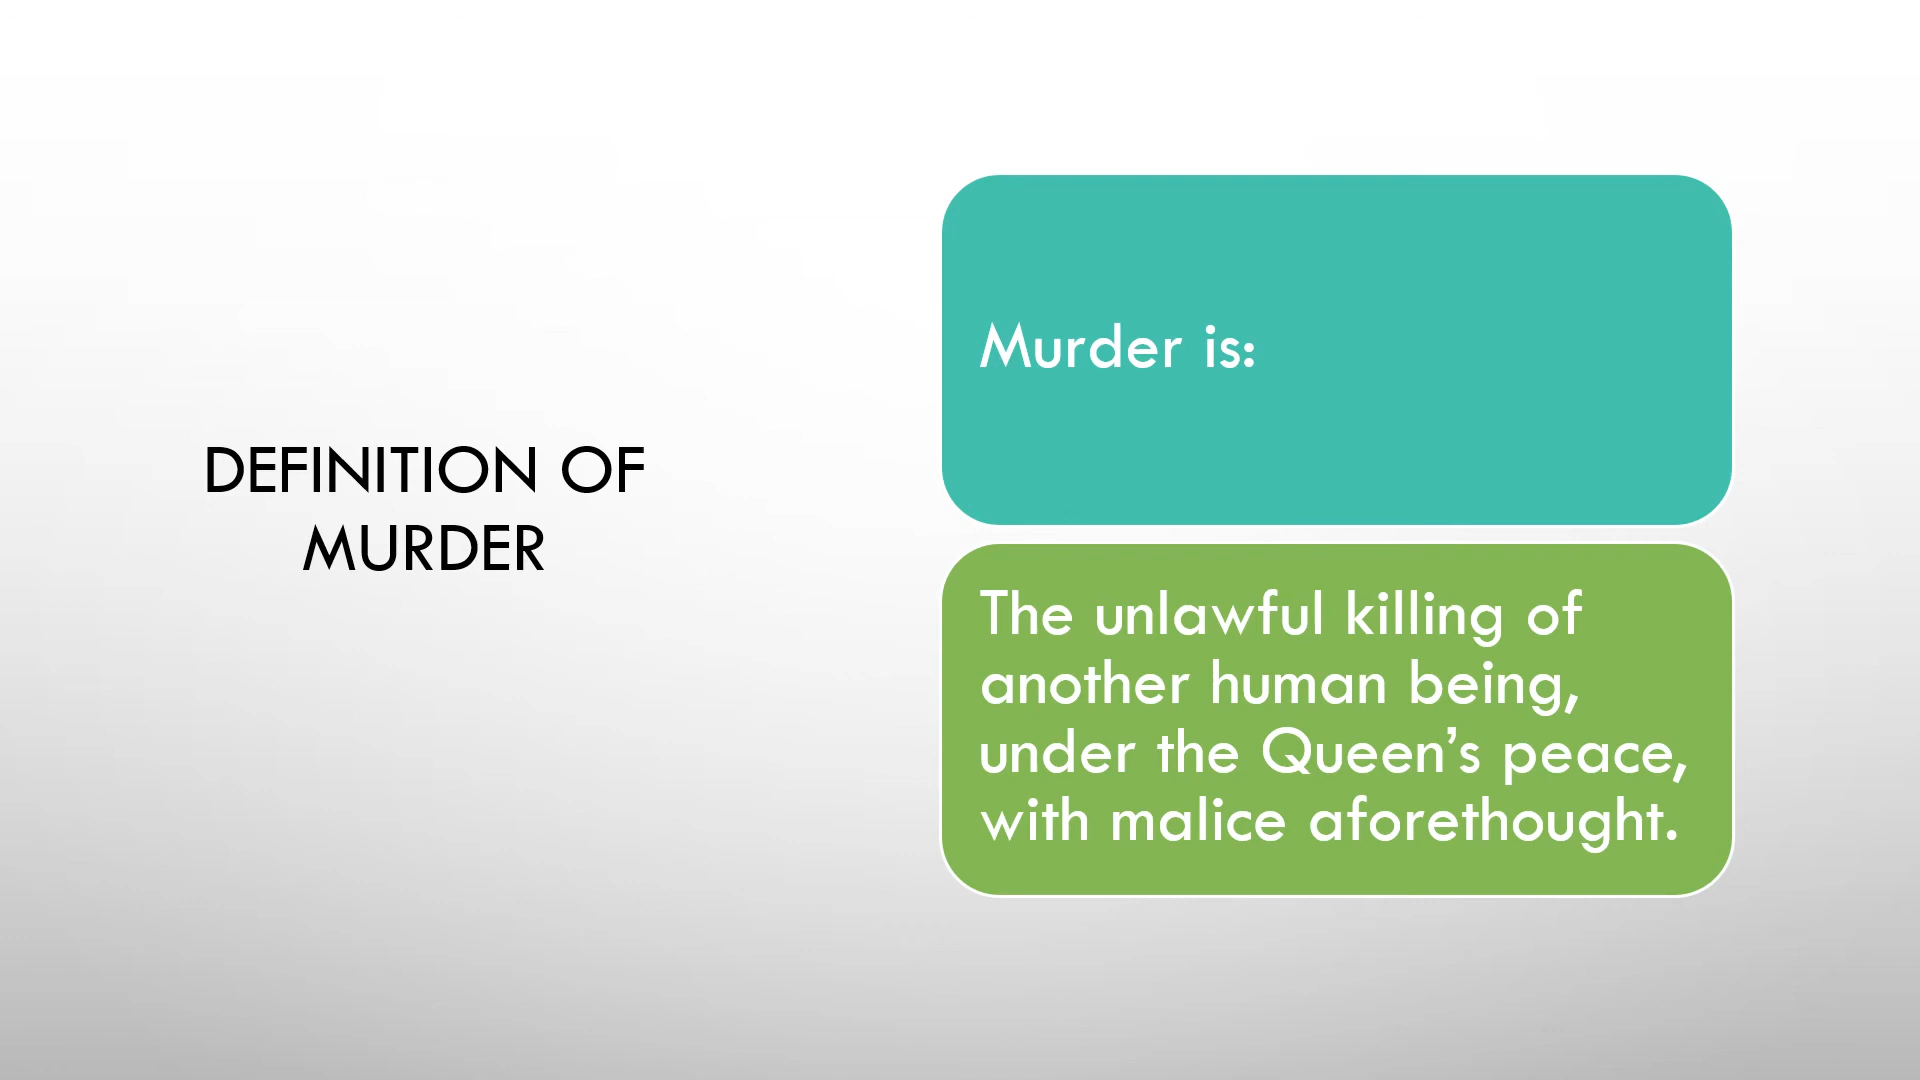 DEFINITION OF
MURDER
Murder is:
The unlawful killing of
another human being,
under the Queen’s peace,
with malice aforethought.